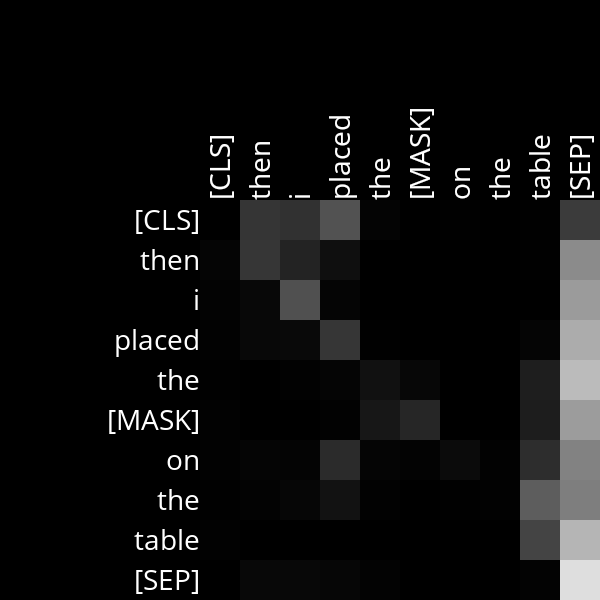 [CLS] then i placed the [MASK] on the table [SEP]
[CLS]
then
i
placed
the
[MASK]
on
the
table
[SEP]